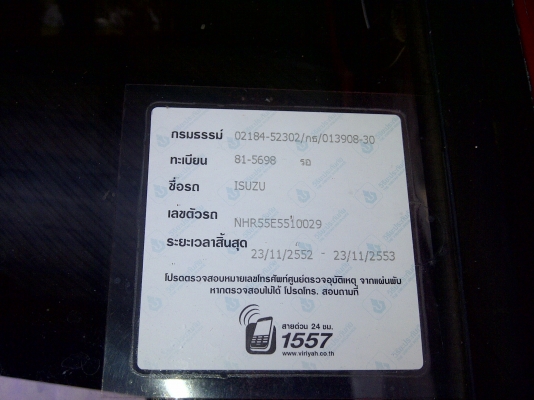 กรมธรรม์ 02184-52302/กธ/013908-30
ทะเบียน 81-5698 รถ
ชื่อรถ ISUZU
เลขตัวรถ NHR55E5510029
ระยะเวลาสิ้นสุด 23/11/2552 - 23/11/2553
โปรดตรวจสอบหมายเลขโทรศัพท์ศูนย์ตรวจอุบัติเหตุ จากแผ่นพับ
หากตรวจสอบไม่ได้ โปรดโทร. สอบถามที่
สายด่วน 24 ชม.
1557
www.viriyah.co.th